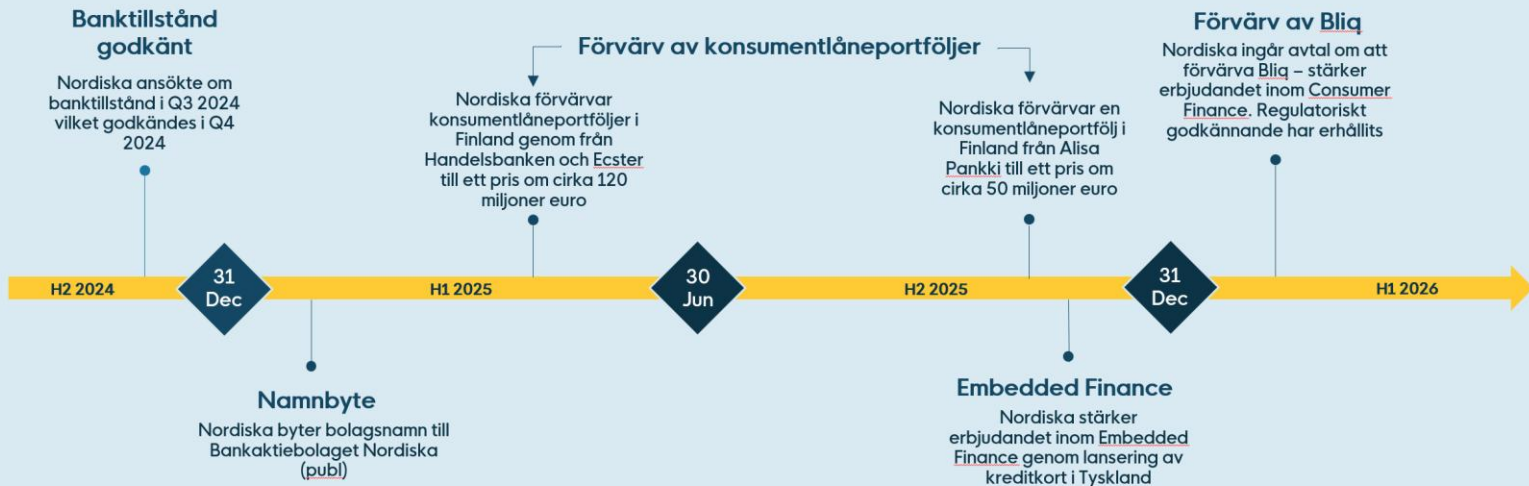 Banktillstånd
godkänt
Nordiska ansökte om
banktillstånd i Q3 2024
vilket godkändes i Q4
2024
Förvärv av konsumentlåneportföljer
Nordiska förvärvar
konsumentlåneportföljer i
Finland genom från
Handelsbanken och Ecster
till ett pris om cirka 120
miljoner euro
Nordiska förvärvar en
konsumentlåneportfölj i
Finland från Alisa
Pankki till ett pris om
cirka 50 miljoner euro
Förvärv av Bliq
Nordiska ingår avtal om att
förvärva Bliq – stärker
erbjudandet inom Consumer
Finance. Regulatoriskt
godkännande har erhållits
H2 2024
31
Dec
H1 2025
30
Jun
H2 2025
31
Dec
H1 2026
Namnbyte
Nordiska byter bolagsnamn till
Bankaktiebolaget Nordiska
(publ)
Embedded Finance
Nordiska stärker
erbjudandet inom Embedded
Finance genom lansering av
kreditkort i Tyskland